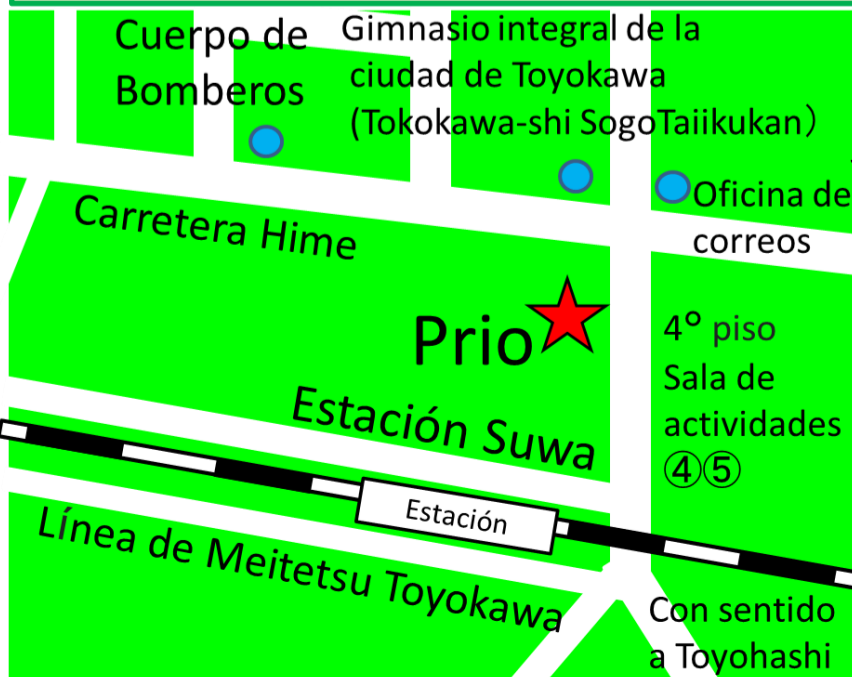 Cuerpo de
Bomberos
Gimnasio integral de la
ciudad de Toyokawa
(Tokokawa-shi SogoTaiikukan）
Oficina de
correos
Carretera Hime
Prio
4° piso
Sala de
actividades
④⑤
Estación Suwa
Estación
Línea de Meitetsu Toyokawa
Con sentido
a Toyohashi